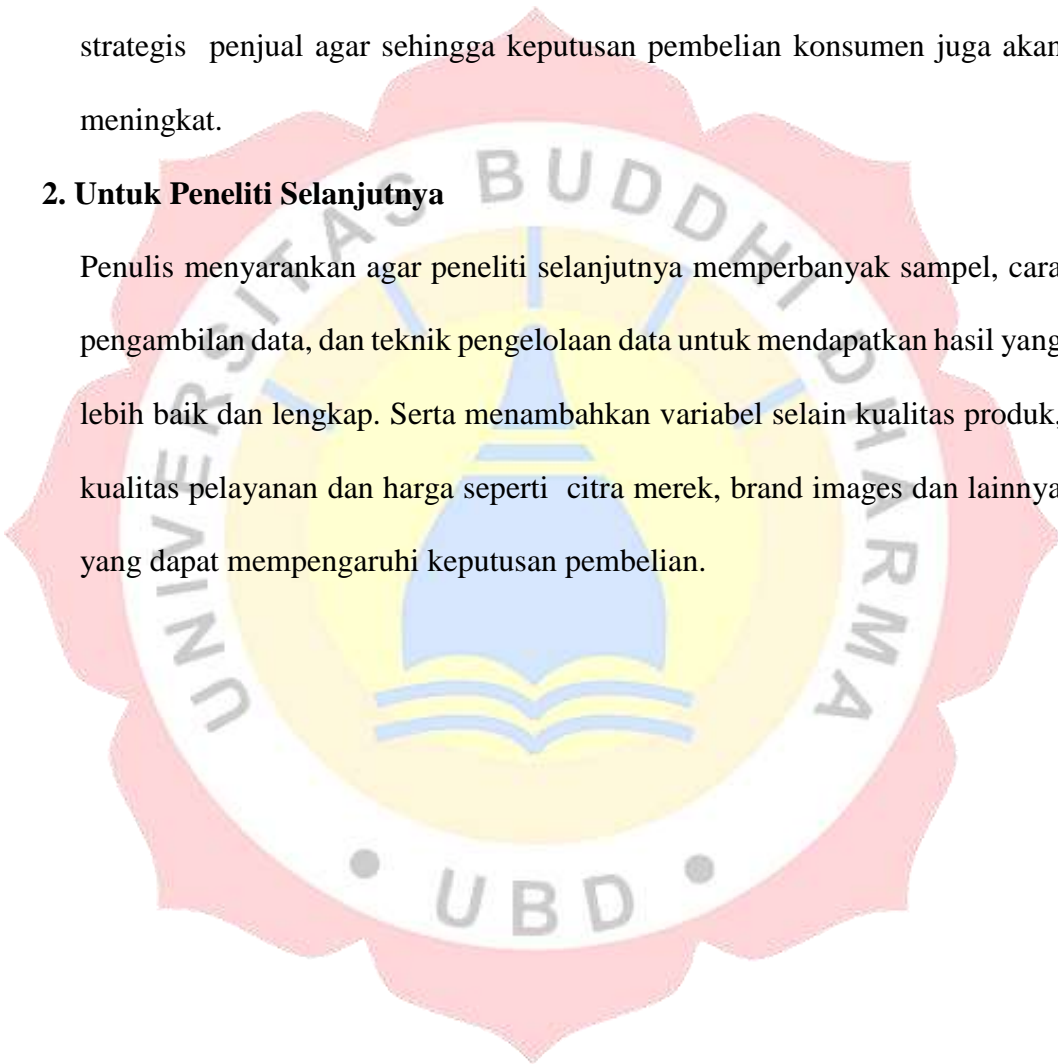 strategis  penjual agar sehingga keputusan pembelian konsumen juga akan
meningkat.
2. Untuk Peneliti Selanjutnya
Penulis menyarankan agar peneliti selanjutnya memperbanyak sampel, cara
pengambilan data, dan teknik pengelolaan data untuk mendapatkan hasil yang
lebih baik dan lengkap. Serta menambahkan variabel selain kualitas produk,
kualitas pelayanan dan harga seperti  citra merek, brand images dan lainnya
yang dapat mempengaruhi keputusan pembelian.
UNIVERSITAS BUDDHI DHARMA
• UBD •